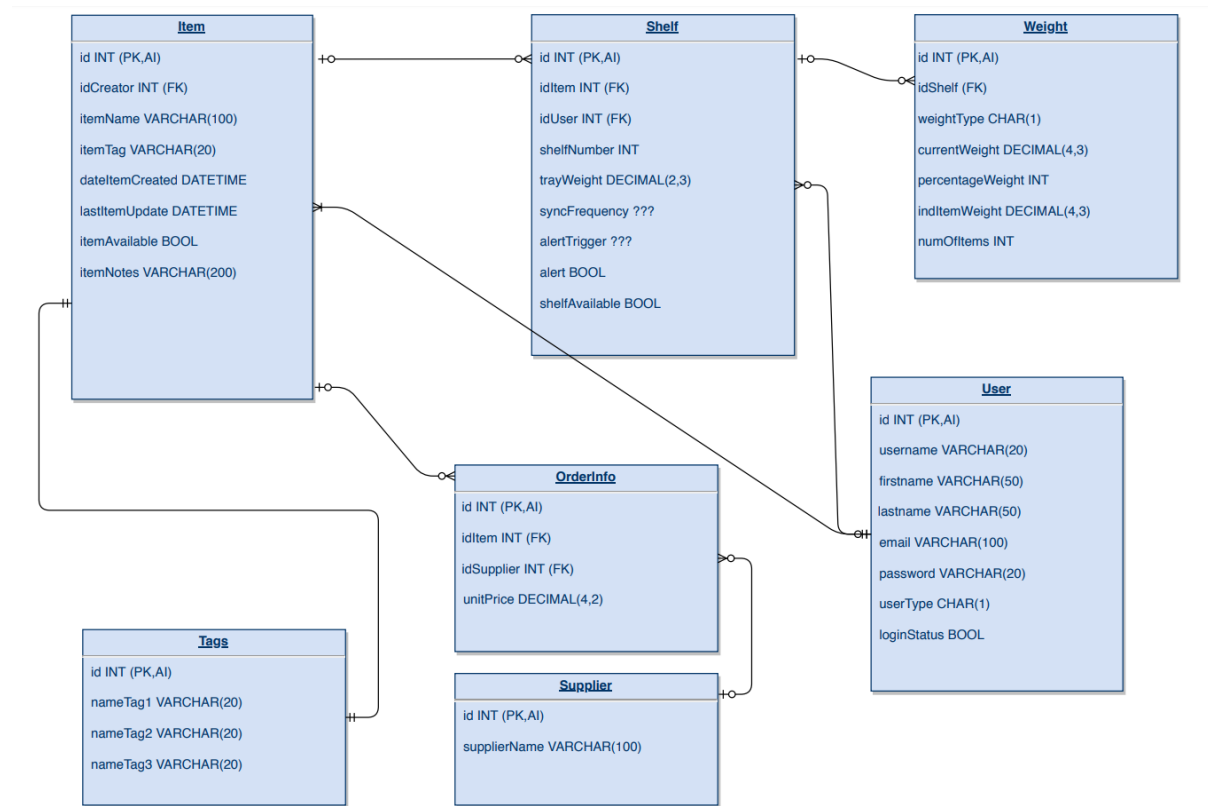 Item
id INT (PK,AI)
idCreator INT (FK)
itemName VARCHAR(100)
itemTag VARCHAR(20)
dateItemCreated DATETIME
lastItemUpdate DATETIME
itemAvailable BOOL
itemNotes VARCHAR(200)
Shelf
id INT (PK,AI)
idItem INT (FK)
idUser INT (FK)
shelfNumber INT
trayWeight DECIMAL(2,3)
syncFrequency ???
alertTrigger ???
alert BOOL
shelfAvailable BOOL
Weight
id INT (PK,AI)
idShelf (FK)
weightType CHAR(1)
currentWeight DECIMAL(4,3)
percentageWeight INT
indItemWeight DECIMAL(4,3)
numOfItems INT
User
id INT (PK,AI)
username VARCHAR(20)
firstname VARCHAR(50)
lastname VARCHAR(50)
email VARCHAR(100)
password VARCHAR(20)
userType CHAR(1)
loginStatus BOOL
OrderInfo
id INT (PK,AI)
idItem INT (FK)
idSupplier INT (FK)
unitPrice DECIMAL(4,2)
Tags
id INT (PK,AI)
nameTag1 VARCHAR(20)
nameTag2 VARCHAR(20)
nameTag3 VARCHAR(20)
Supplier
id INT (PK,AI)
supplierName VARCHAR(100)